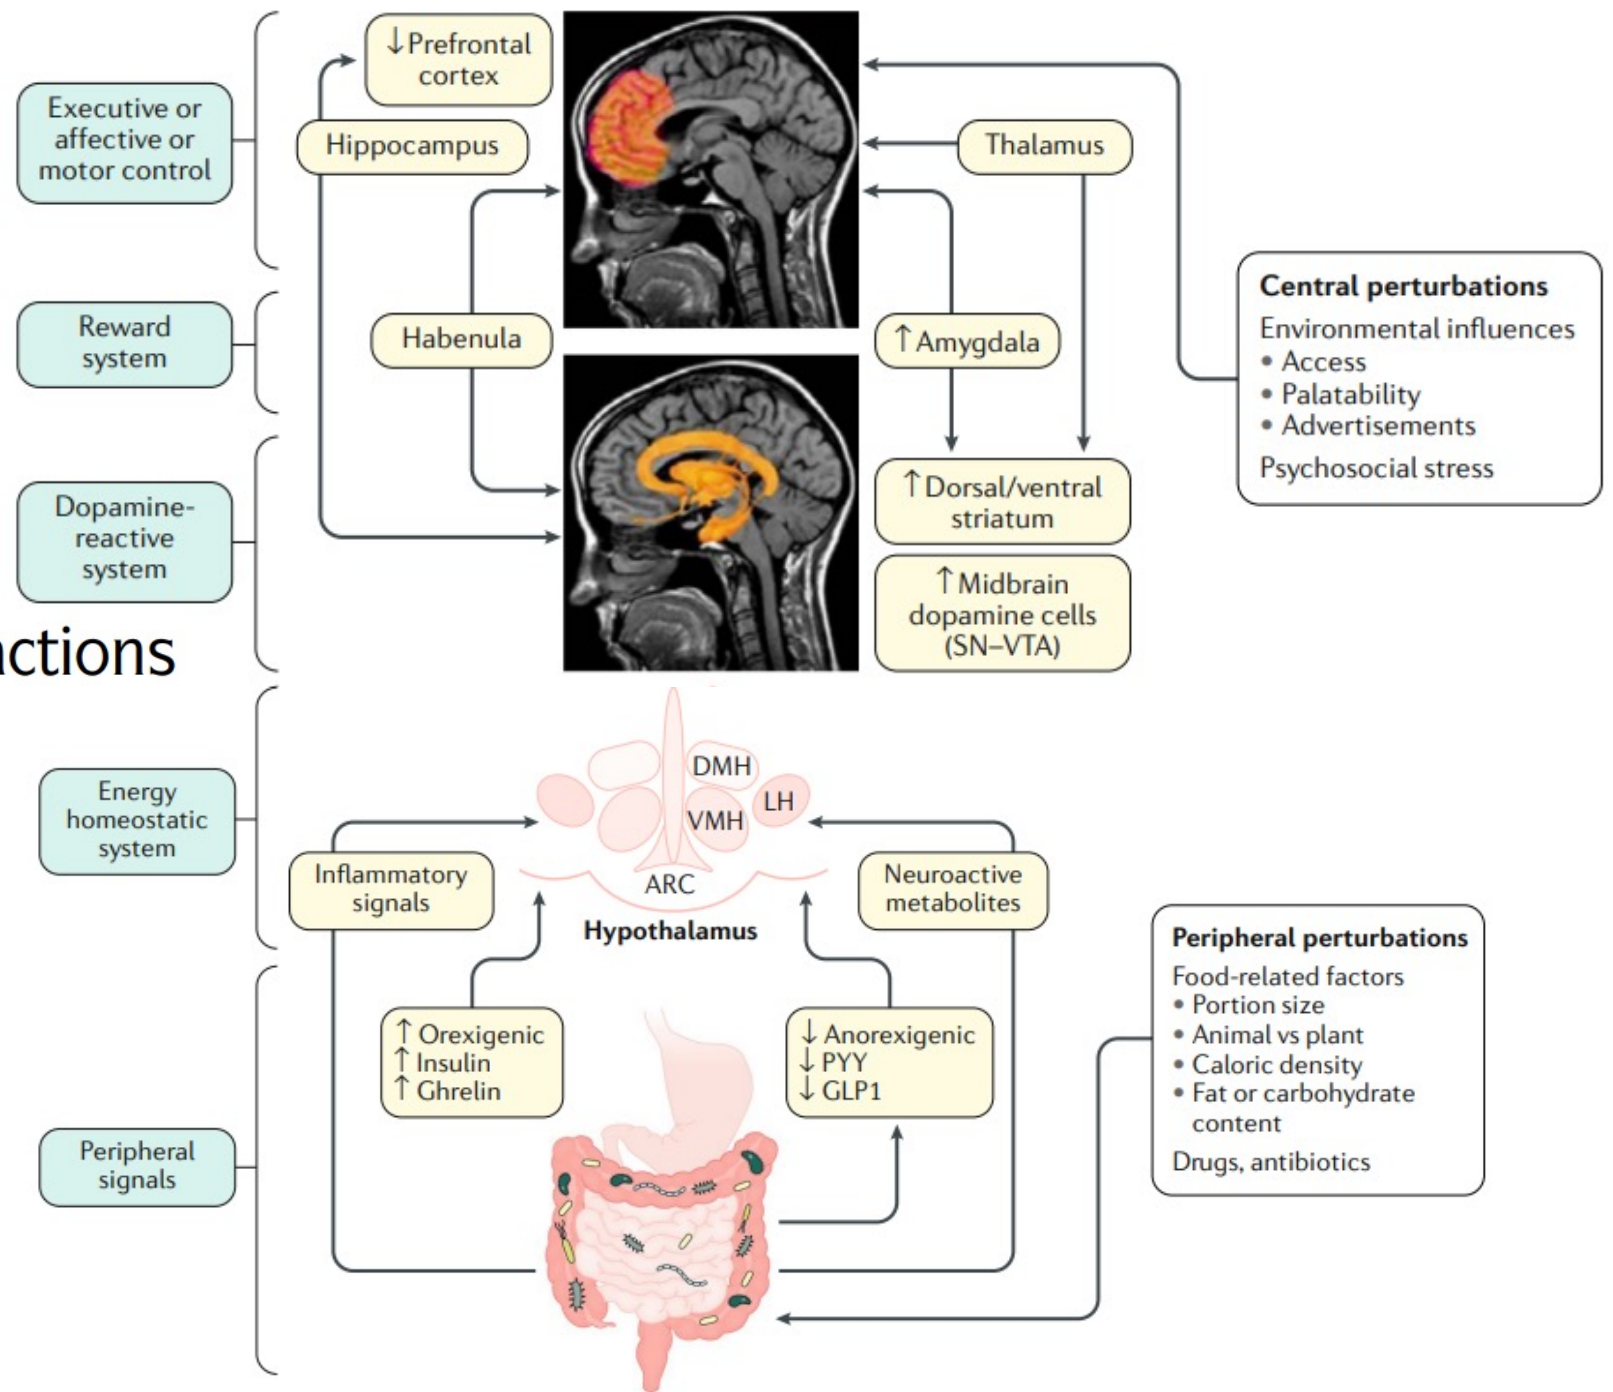 Executive or
affective or
motor control
↓Prefrontal
cortex
Hippocampus
Thalamus
Reward
system
Habenula
↑Amygdala
Central perturbations
Environmental influences
• Access
• Palatability
• Advertisements
Psychosocial stress
Dopamine-
reactive
system
↑Dorsal/ventral
striatum
↑Midbrain
dopamine cells
(SN–VTA)
actions
Energy
homeostatic
system
DMH
LH
VMH
ARC
Hypothalamus
Inflammatory
signals
Neuroactive
metabolites
Peripheral
signals
↑ Orexigenic
↑ Insulin
↑ Ghrelin
↓ Anorexigenic
↓ PYY
↓ GLP1
Peripheral perturbations
Food-related factors
• Portion size
• Animal vs plant
• Caloric density
• Fat or carbohydrate
content
Drugs, antibiotics